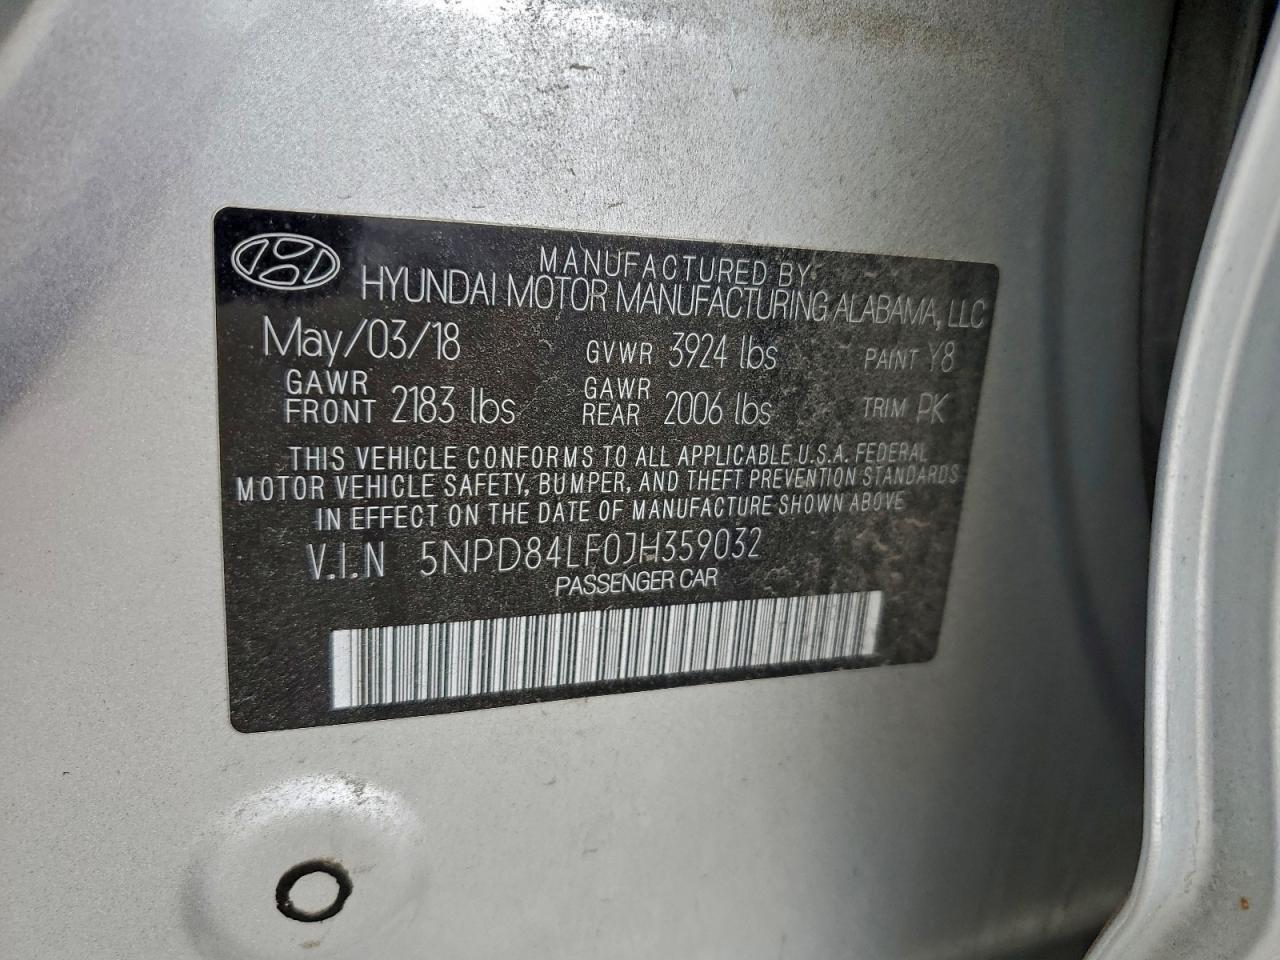 MANUFACTURED BY
HYUNDAI MOTOR MANUFACTURING ALABAMA, LLC
May/03/18 GVWR 3924 lbs PAINT Y8
GAWR FRONT 2183 lbs GAWR REAR 2006 lbs TRIM PK
THIS VEHICLE CONFORMS TO ALL APPLICABLE U.S.A. FEDERAL
MOTOR VEHICLE SAFETY, BUMPER, AND THEFT PREVENTION STANDARDS
IN EFFECT ON THE DATE OF MANUFACTURE SHOWN ABOVE
V.I.N 5NPD84LF0JH359032
PASSENGER CAR